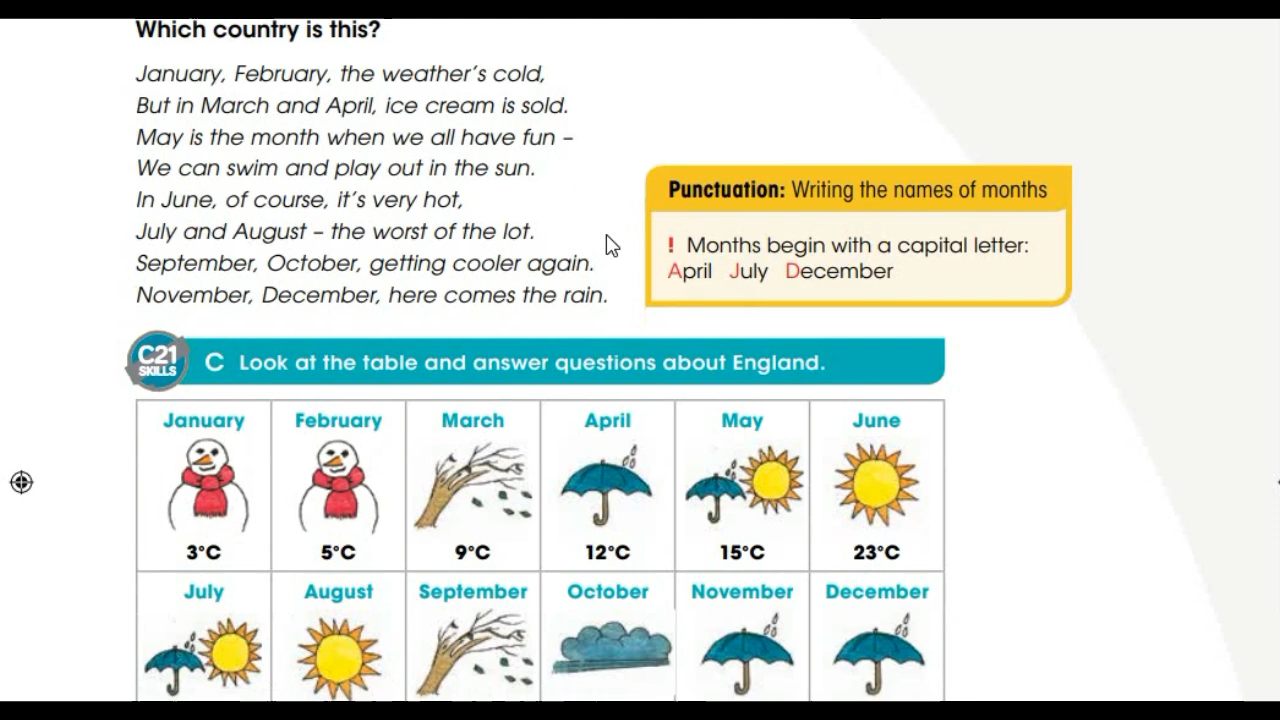 Which country is this?
January, February, the weather's cold,
But in March and April, ice cream is sold.
May is the month when we all have fun –
We can swim and play out in the sun.
In June, of course, it's very hot,
July and August – the worst of the lot.
September, October, getting cooler again.
November, December, here comes the rain.
Punctuation: Writing the names of months
! Months begin with a capital letter:
April July December
C21
SKILLS
C Look at the table and answer questions about England.
January February March April May June
3°C 5°C 9°C 12°C 15°C 23°C
July August September October November December